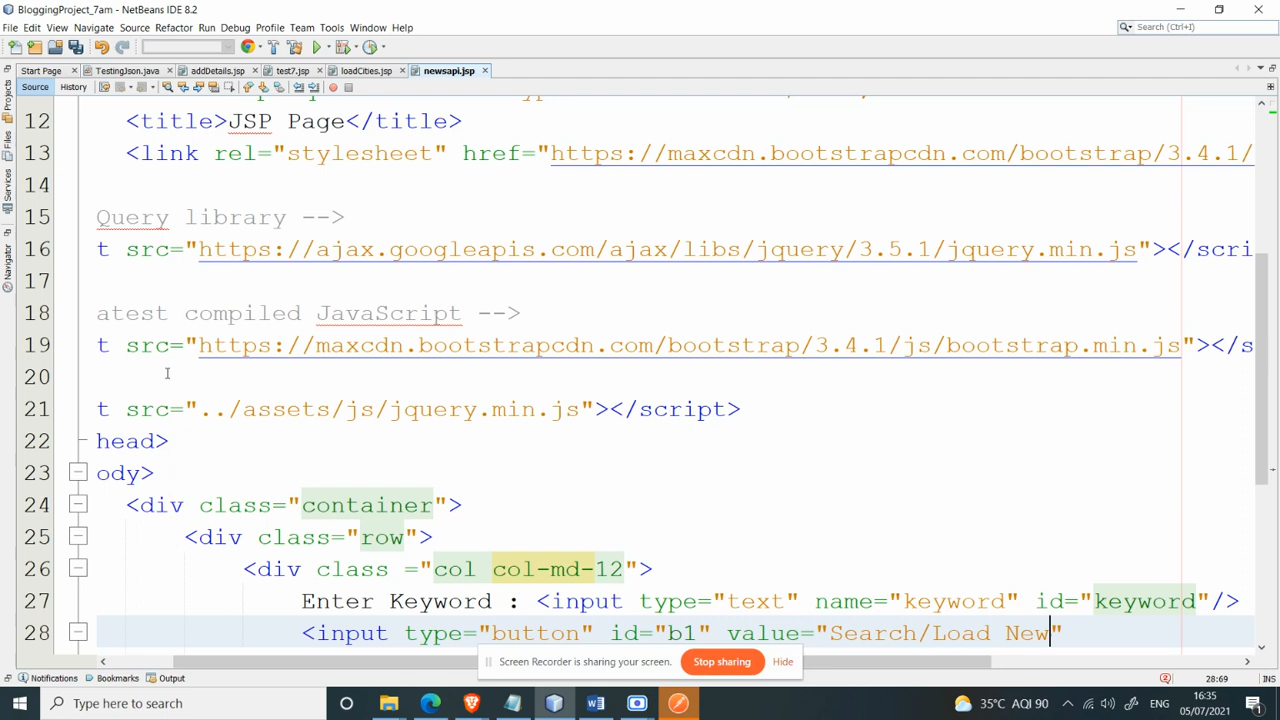 BloggingProject_7am - NetBeans IDE 8.2
File Edit View Navigate Source Refactor Run Debug Profile Team Tools Window Help
Search (Ctrl+I)
Start Page TestingJson.java addDetails.jsp test7.jsp loadCities.jsp newsapi.jsp
Source History
Projects
Files
Services
Navigator
12 <title>JSP Page</title>
13 <link rel="stylesheet" href="https://maxcdn.bootstrapcdn.com/bootstrap/3.4.1/
14
15 Query library -->
16 t src="https://ajax.googleapis.com/ajax/libs/jquery/3.5.1/jquery.min.js"></scri
17
18 atest compiled JavaScript -->
19 t src="https://maxcdn.bootstrapcdn.com/bootstrap/3.4.1/js/bootstrap.min.js"></s
20
21 t src="../assets/js/jquery.min.js"></script>
22 head>
23 ody>
24 <div class="container">
25 <div class="row">
26 <div class ="col col-md-12">
27 Enter Keyword : <input type="text" name="keyword" id="keyword"/>
28 <input type="button" id="b1" value="Search/Load New"
Screen Recorder is sharing your screen. Stop sharing Hide
Notifications Bookmarks Output
28:69 INS
Type here to search
35°C AQI 90 ENG
16:35
05/07/2021